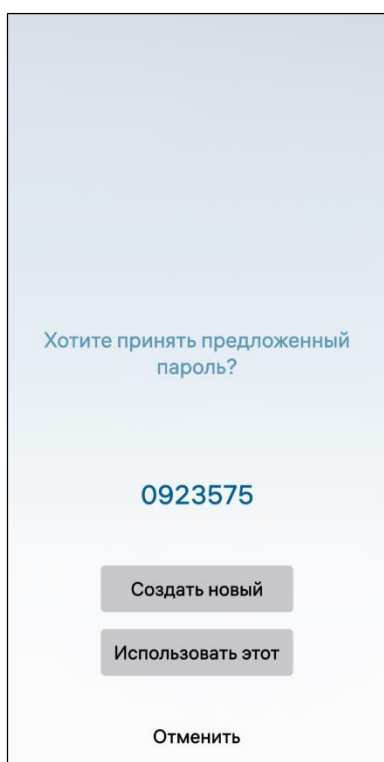 Хотите принять предложенный
пароль?
0923575
Создать новый
Использовать этот
Отменить